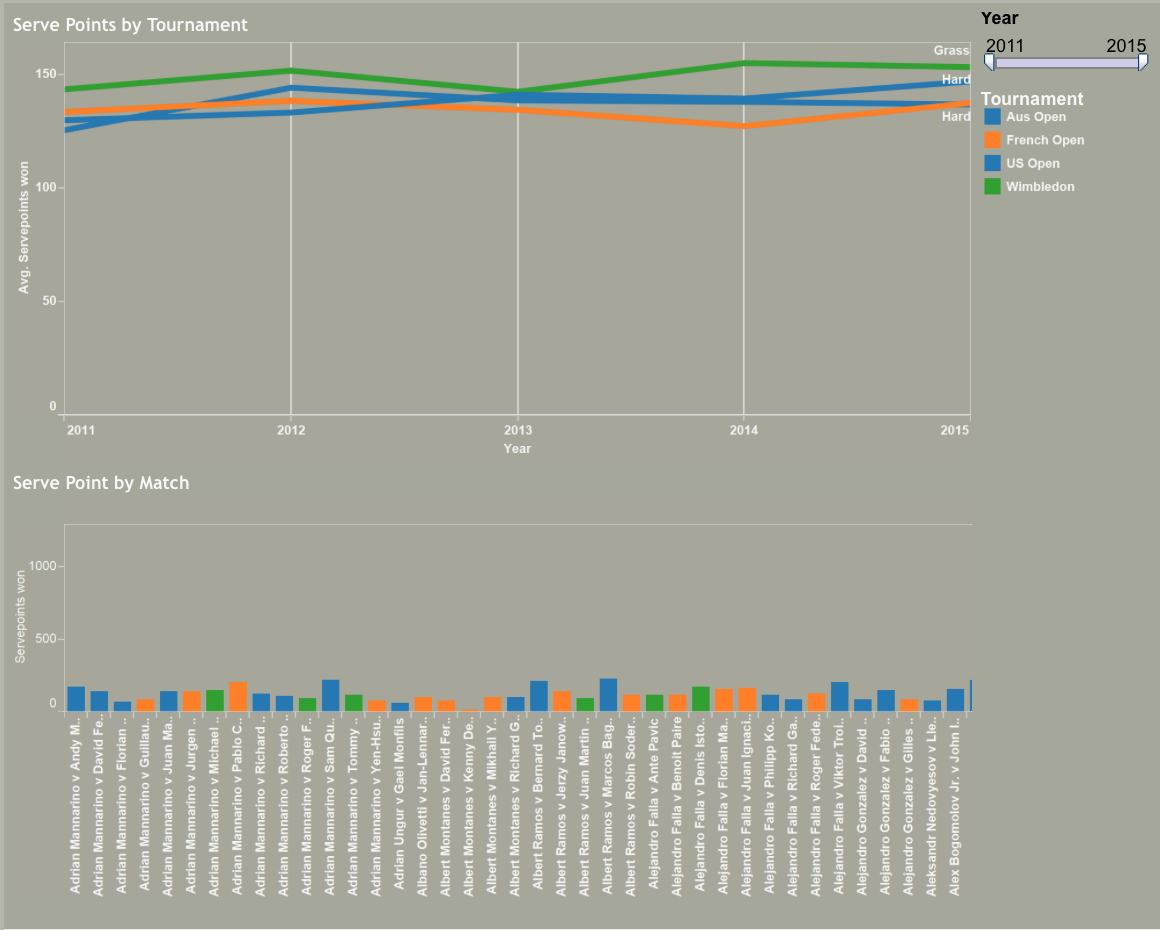 Serve Points by Tournament
Year
2011 2015
Tournament
Aus Open
French Open
US Open
Wimbledon
Grass
Hard
Hard
150
100
50
0
Avg. Servepoints won
2011 2012 2013 2014 2015
Year
Serve Point by Match
1000
500
0
Servepoints won
Adrian Mannarino v Andy M..
Adrian Mannarino v David Fe..
Adrian Mannarino v Florian ..
Adrian Mannarino v Guillau..
Adrian Mannarino v Juan Ma..
Adrian Mannarino v Jurgen ..
Adrian Mannarino v Michael ..
Adrian Mannarino v Pablo C..
Adrian Mannarino v Richard ..
Adrian Mannarino v Roberto ..
Adrian Mannarino v Roger F..
Adrian Mannarino v Sam Qu..
Adrian Mannarino v Tommy ..
Adrian Mannarino v Yen-Hsu..
Adrian Ungur v Gael Monfils
Albano Olivetti v Jan-Lennar..
Albert Montanes v David Fer..
Albert Montanes v Kenny De..
Albert Montanes v Mikhail Y..
Albert Montanes v Richard G..
Albert Ramos v Bernard To..
Albert Ramos v Jerzy Janow..
Albert Ramos v Juan Martin ..
Albert Ramos v Marcos Bag..
Albert Ramos v Robin Soder..
Alejandro Falla v Ante Pavic
Alejandro Falla v Benoit Paire
Alejandro Falla v Denis Isto..
Alejandro Falla v Florian Ma..
Alejandro Falla v Juan Ignaci..
Alejandro Falla v Philipp Ko..
Alejandro Falla v Richard Ga..
Alejandro Falla v Roger Fede..
Alejandro Falla v Viktor Troi..
Alejandro Gonzalez v David ..
Alejandro Gonzalez v Fabio ..
Alejandro Gonzalez v Gilles ..
Aleksandr Nedovyesov v Lle..
Alex Bogomolov Jr. v John I..